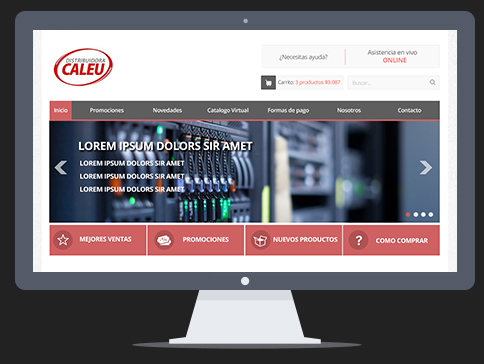 DISTRIBUIDORA
CALEU
¿Necesitas ayuda?
Asistencia en vivo
ONLINE
Carrito: 3 productos $9.087
Buscar...
Inicio
Promociones
Novedades
Catalogo Virtual
Formas de pago
Nosotros
Contacto
LOREM IPSUM DOLORS SIR AMET
LOREM IPSUM DOLORS SIR AMET
LOREM IPSUM DOLORS SIR AMET
LOREM IPSUM DOLORS SIR AMET
MEJORES VENTAS
PROMOCIONES
NUEVOS PRODUCTOS
? COMO COMPRAR